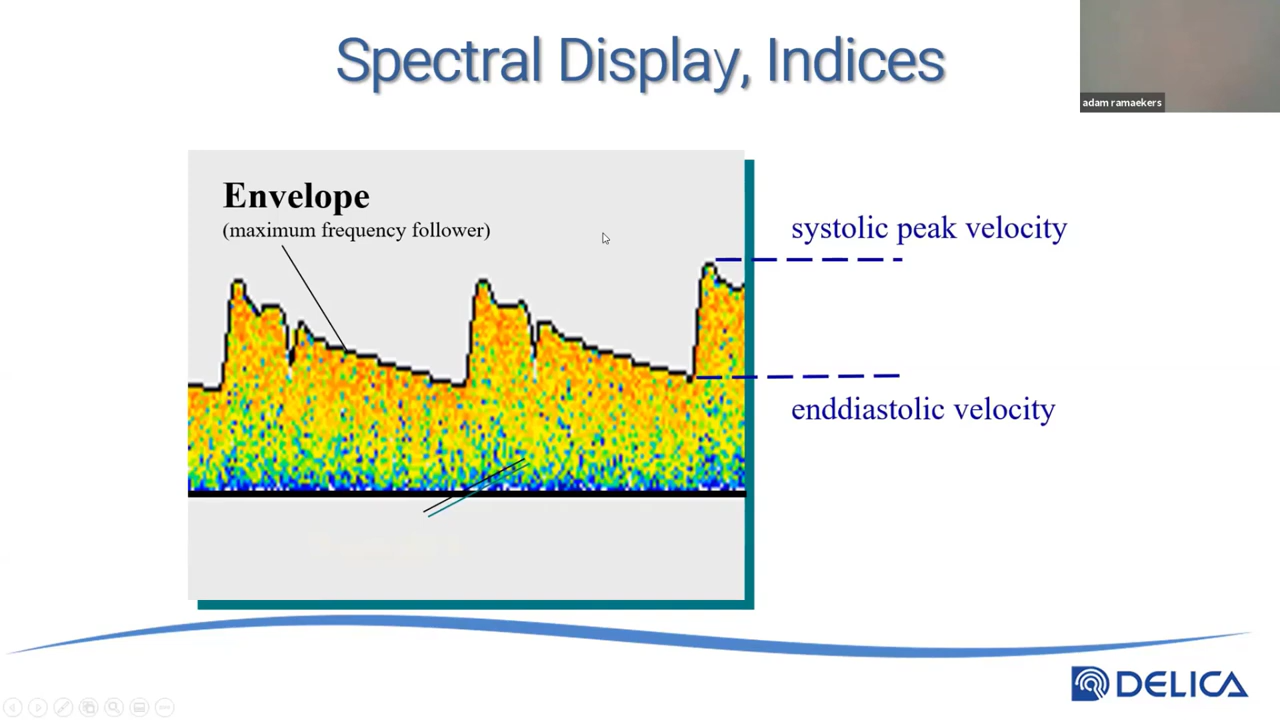 Spectral Display, Indices
adam ramaekers
Envelope
(maximum frequency follower)
systolic peak velocity
enddiastolic velocity
DELICA